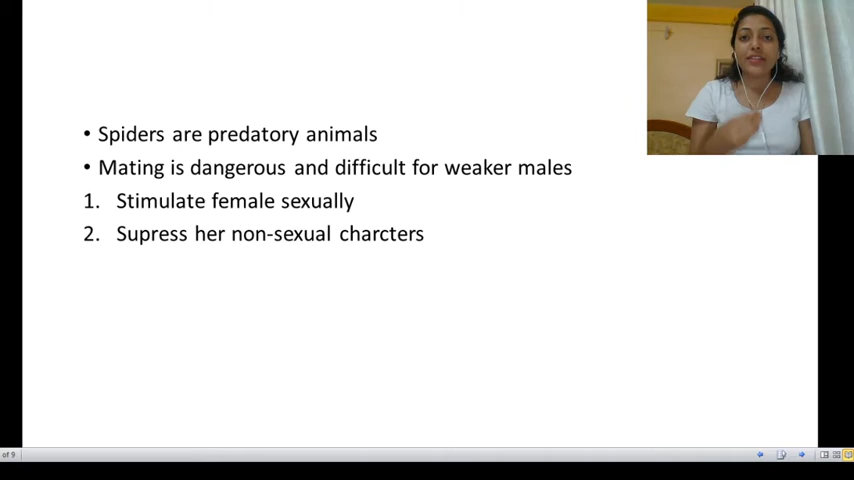 • Spiders are predatory animals
• Mating is dangerous and difficult for weaker males
1. Stimulate female sexually
2. Supress her non-sexual charcters
of 9